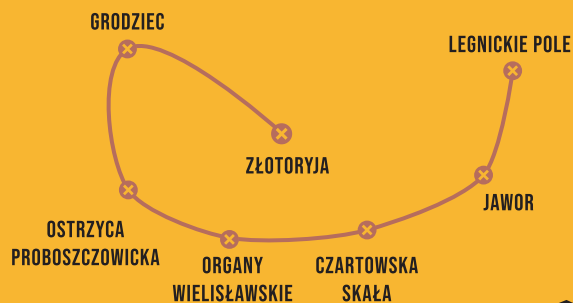 GRODZIEC
LEGNICKIE POLE
ZŁOTORYJA
JAWOR
OSTRZYCA
PROBOSZCZOWICKA
ORGANY
WIELISŁAWSKIE
CZARTOWSKA
SKAŁA